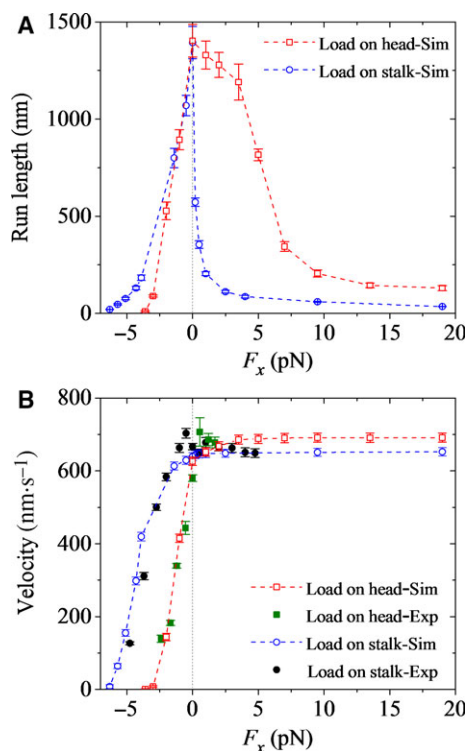 A
1500
1000
500
0
Run length (nm)
Load on head-Sim
Load on stalk-Sim
−5 0 5 10 15 20
Fx (pN)
B
800
600
400
200
0
Velocity (nm·s−1)
Load on head-Sim
Load on head-Exp
Load on stalk-Sim
Load on stalk-Exp
−5 0 5 10 15 20
Fx (pN)